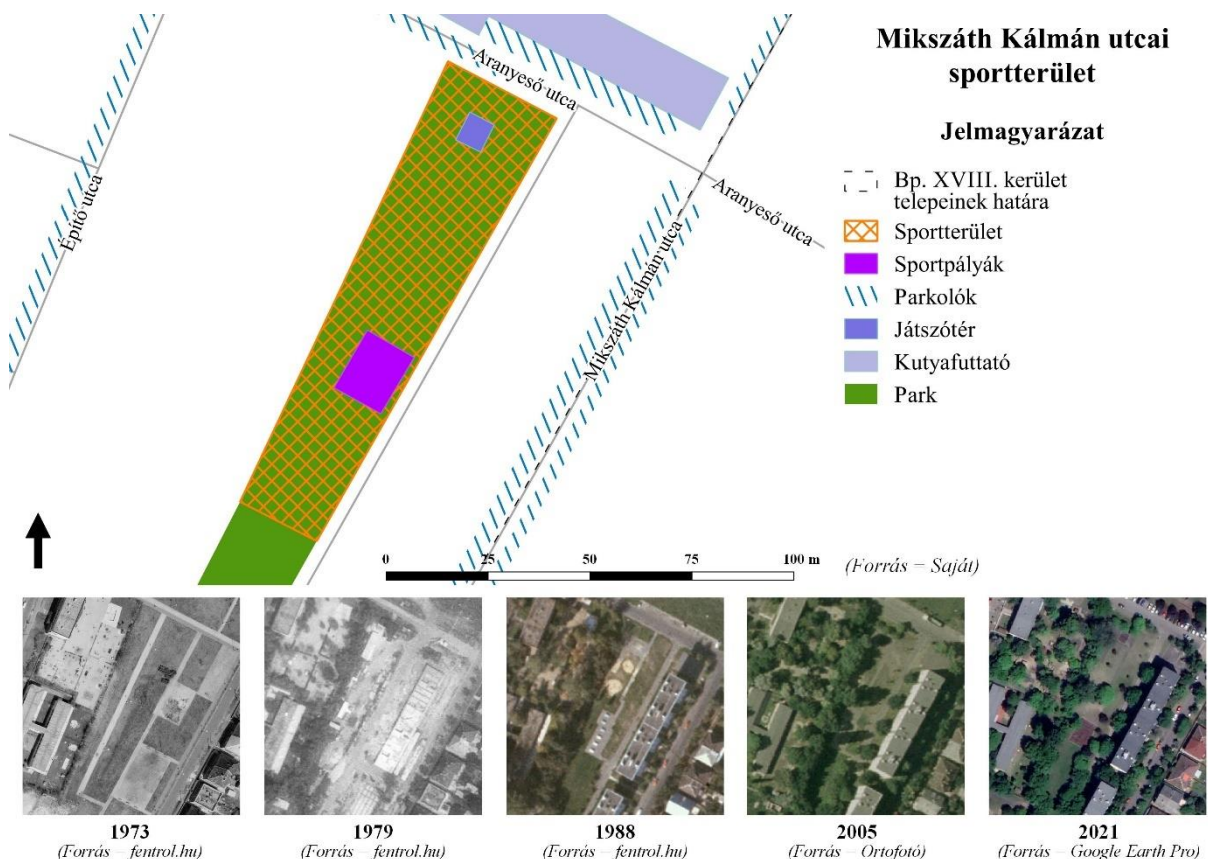 Mikszáth Kálmán utcai
sportterület
Jelmagyarázat
Bp. XVIII. kerület
telepeinek határa
Sportterület
Sportpályák
Parkolók
Játszótér
Kutyafuttató
Park
Aranyeső utca
Aranyeső utca
Építő utca
Mikszáth Kálmán utca
0 25 50 75 100 m
(Forrás – Saját)
1973
(Forrás – fentrol.hu)
1979
(Forrás – fentrol.hu)
1988
(Forrás – fentrol.hu)
2005
(Forrás – Ortofotó)
2021
(Forrás – Google Earth Pro)